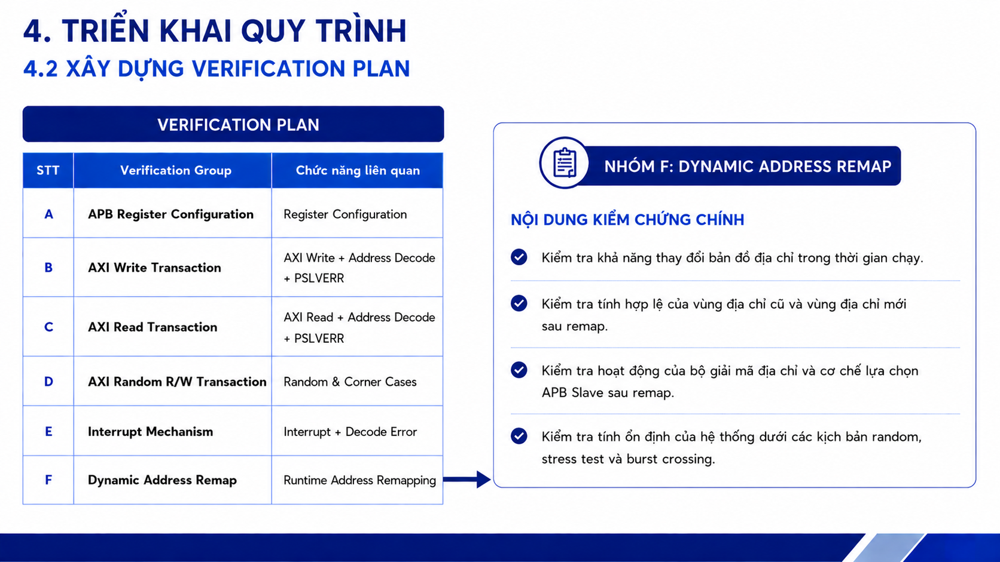 4. TRIỂN KHAI QUY TRÌNH
4.2 XÂY DỰNG VERIFICATION PLAN
VERIFICATION PLAN
STT Verification Group Chức năng liên quan
A APB Register Configuration Register Configuration
B AXI Write Transaction AXI Write + Address Decode
+ PSLVERR
C AXI Read Transaction AXI Read + Address Decode
+ PSLVERR
D AXI Random R/W Transaction Random & Corner Cases
E Interrupt Mechanism Interrupt + Decode Error
F Dynamic Address Remap Runtime Address Remapping
NHÓM F: DYNAMIC ADDRESS REMAP
NỘI DUNG KIỂM CHỨNG CHÍNH
Kiểm tra khả năng thay đổi bản đồ địa chỉ trong thời gian chạy.
Kiểm tra tính hợp lệ của vùng địa chỉ cũ và vùng địa chỉ mới
sau remap.
Kiểm tra hoạt động của bộ giải mã địa chỉ và cơ chế lựa chọn
APB Slave sau remap.
Kiểm tra tính ổn định của hệ thống dưới các kịch bản random,
stress test và burst crossing.